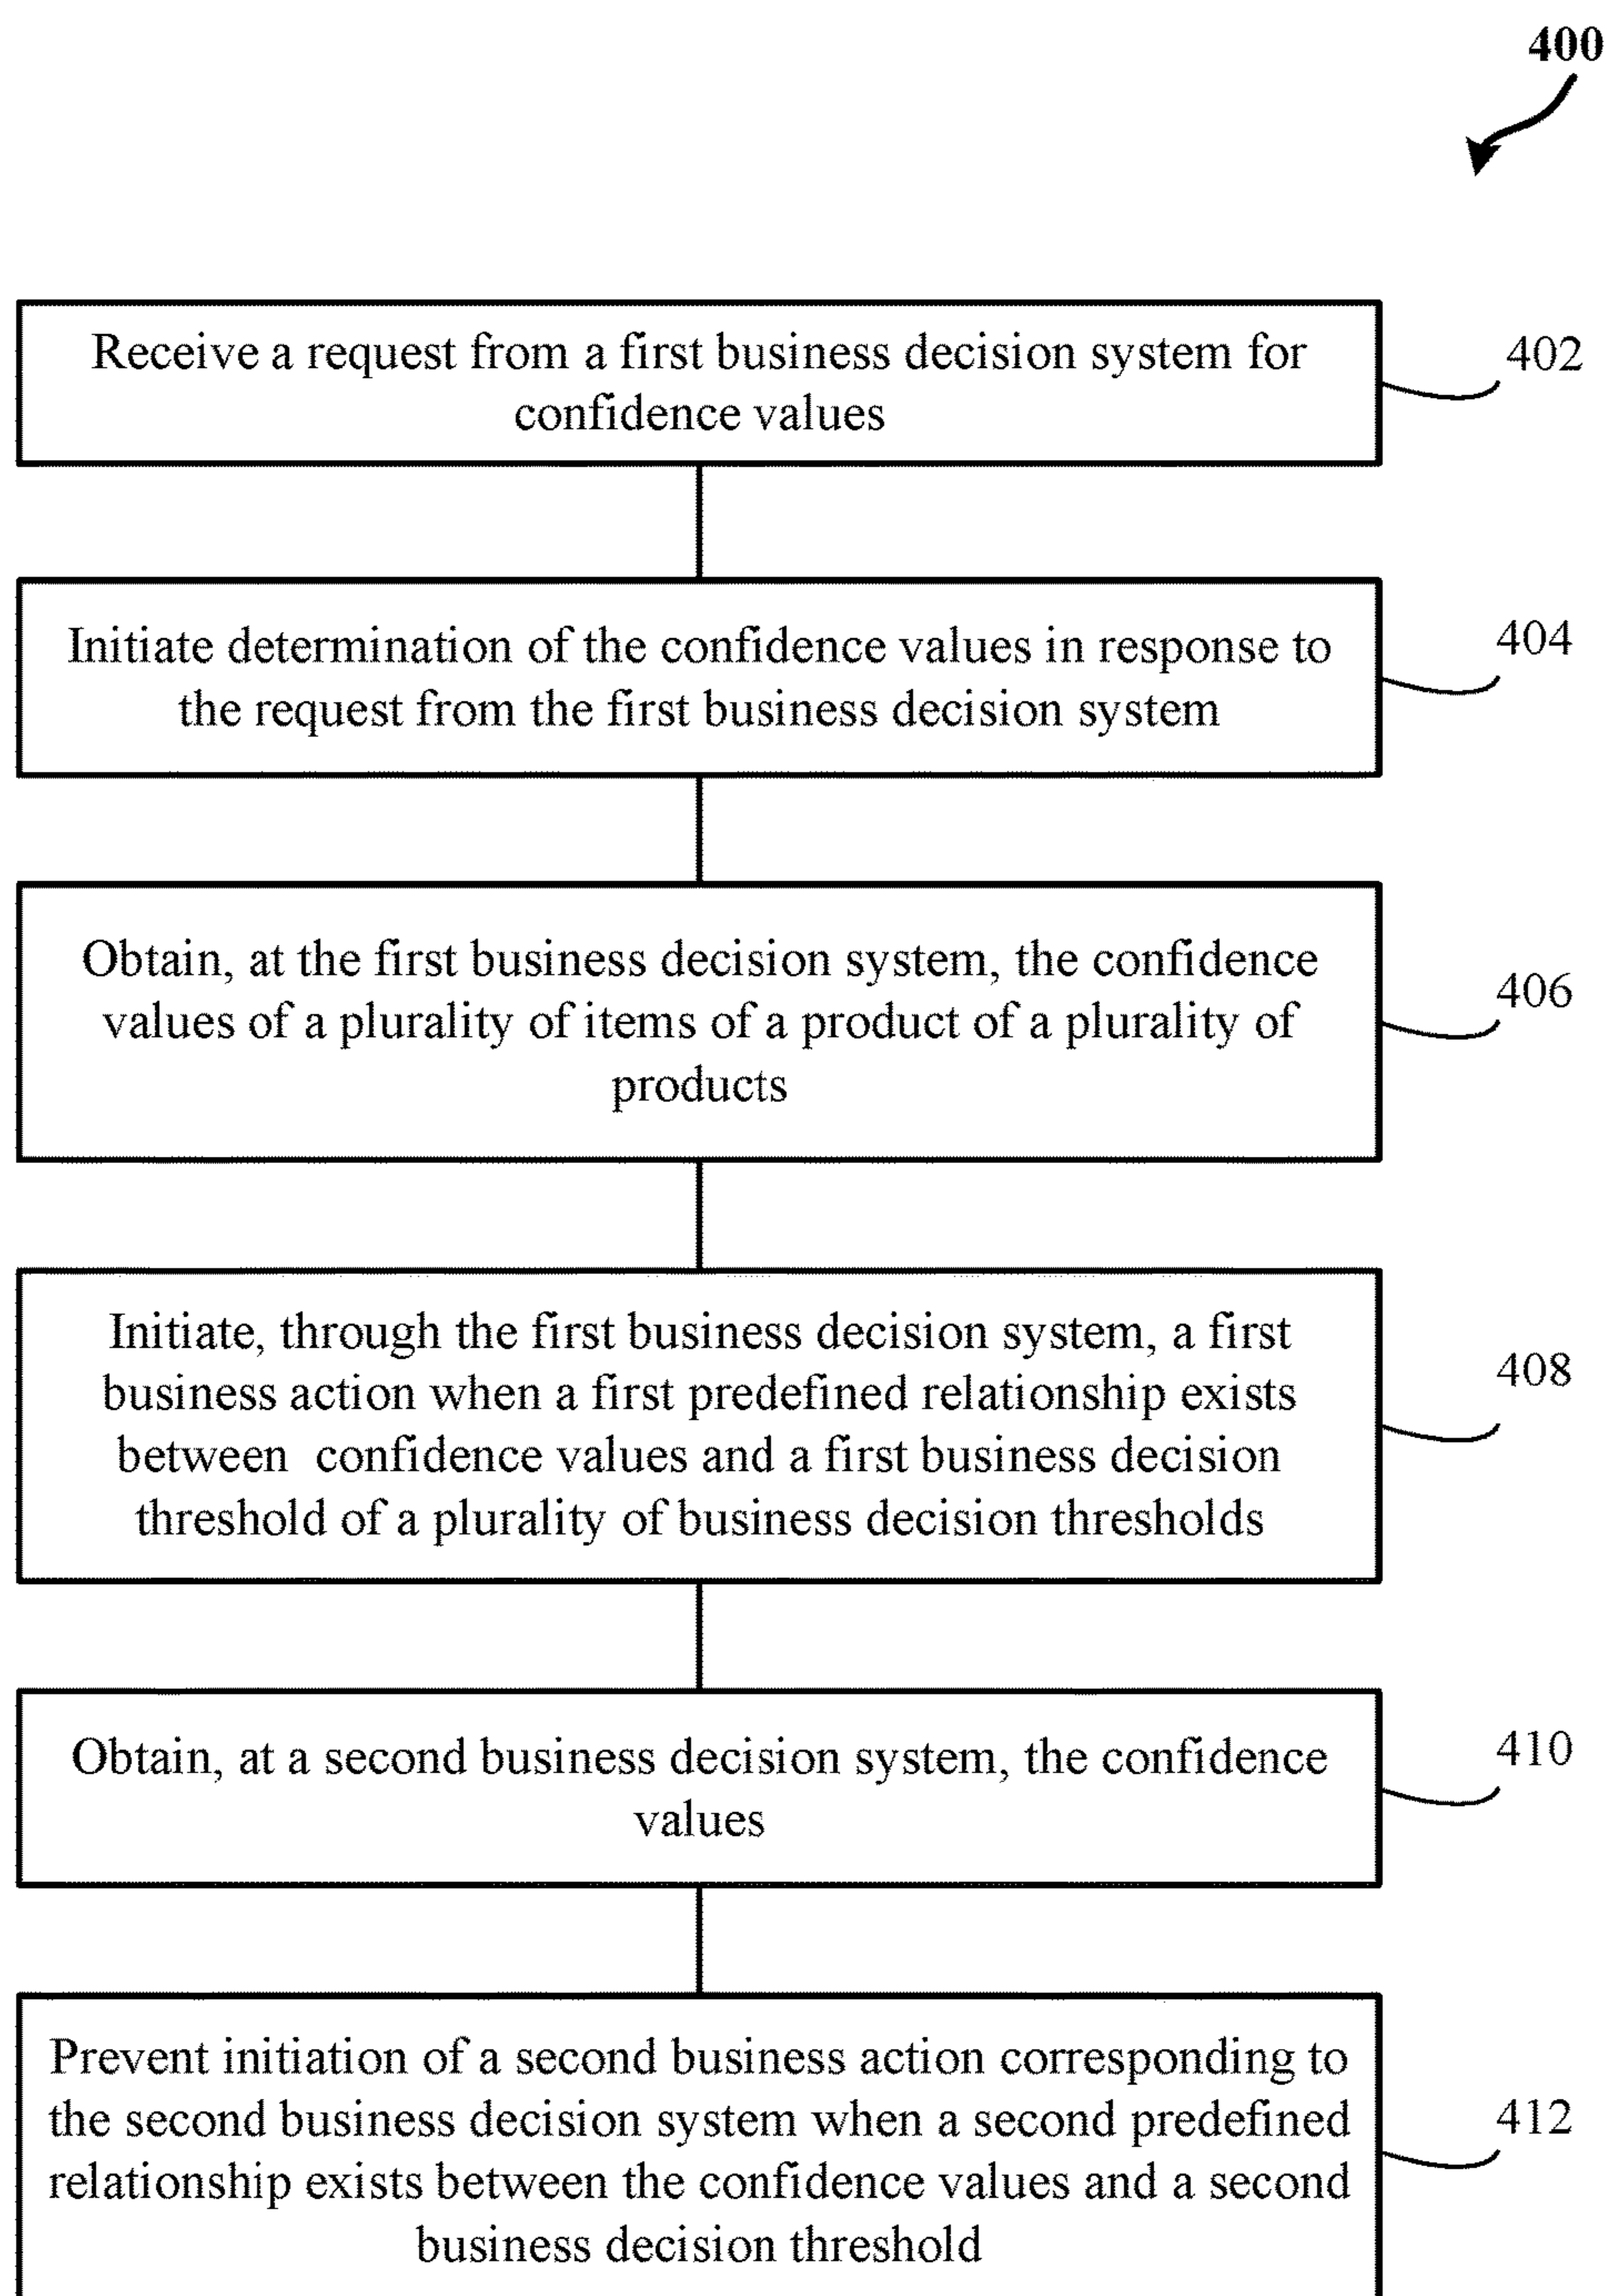 400
Receive a request from a first business decision system for
confidence values
402
Initiate determination of the confidence values in response to
the request from the first business decision system
404
Obtain, at the first business decision system, the confidence
values of a plurality of items of a product of a plurality of
products
406
Initiate, through the first business decision system, a first
business action when a first predefined relationship exists
between confidence values and a first business decision
threshold of a plurality of business decision thresholds
408
Obtain, at a second business decision system, the confidence
values
410
Prevent initiation of a second business action corresponding to
the second business decision system when a second predefined
relationship exists between the confidence values and a second
business decision threshold
412